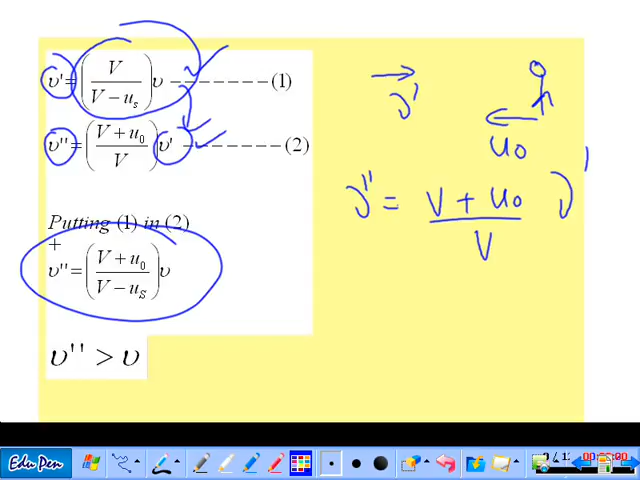 υ' = (V / (V − u_s)) υ -------(1)
υ'' = ((V + u_0) / V) υ' -------(2)
Putting (1) in (2)
+
υ'' = ((V + u_0) / (V − u_S)) υ
υ'' > υ
ν'
u_0
ν'' = (V + u_0) / V ν'
Edu Pen